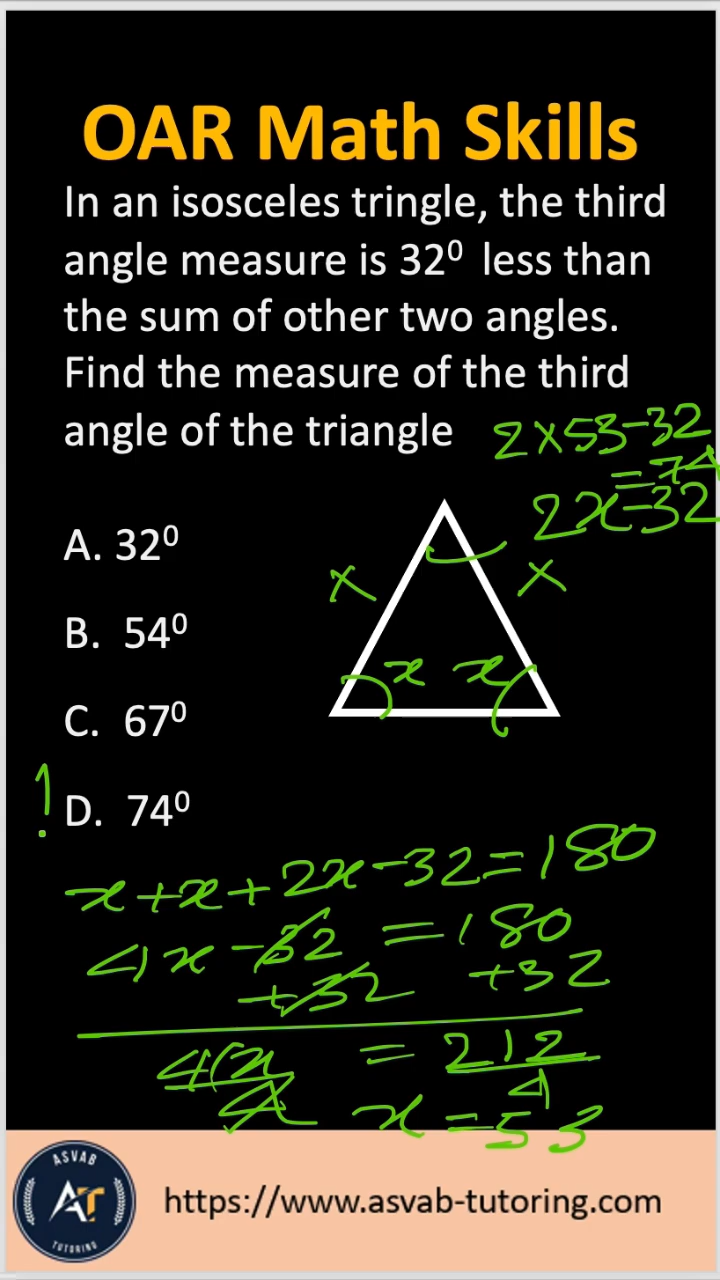 OAR Math Skills
In an isosceles tringle, the third
angle measure is 32⁰ less than
the sum of other two angles.
Find the measure of the third
angle of the triangle
2x53-32
=74
2x-32
A. 32⁰
x
x
B. 54⁰
x x
C. 67⁰
! D. 74⁰
x+x+2x-32=180
4x-32 =180
+32 +32
4x = 212
4 4
x =53
ASVAB
AT
TUTORING
https://www.asvab-tutoring.com